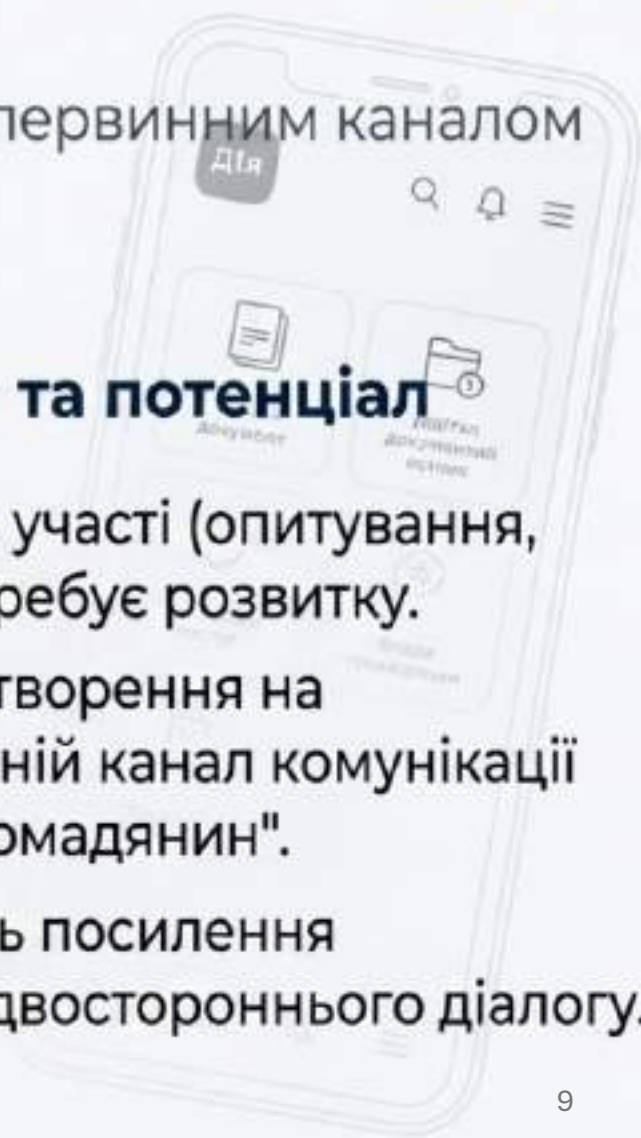 первинним каналом
Дія
та потенціал
документ
участі (опитування,
ребує розвитку.
творення на
ній канал комунікації
омадянин".
ь посилення
двостороннього діалогу.
9